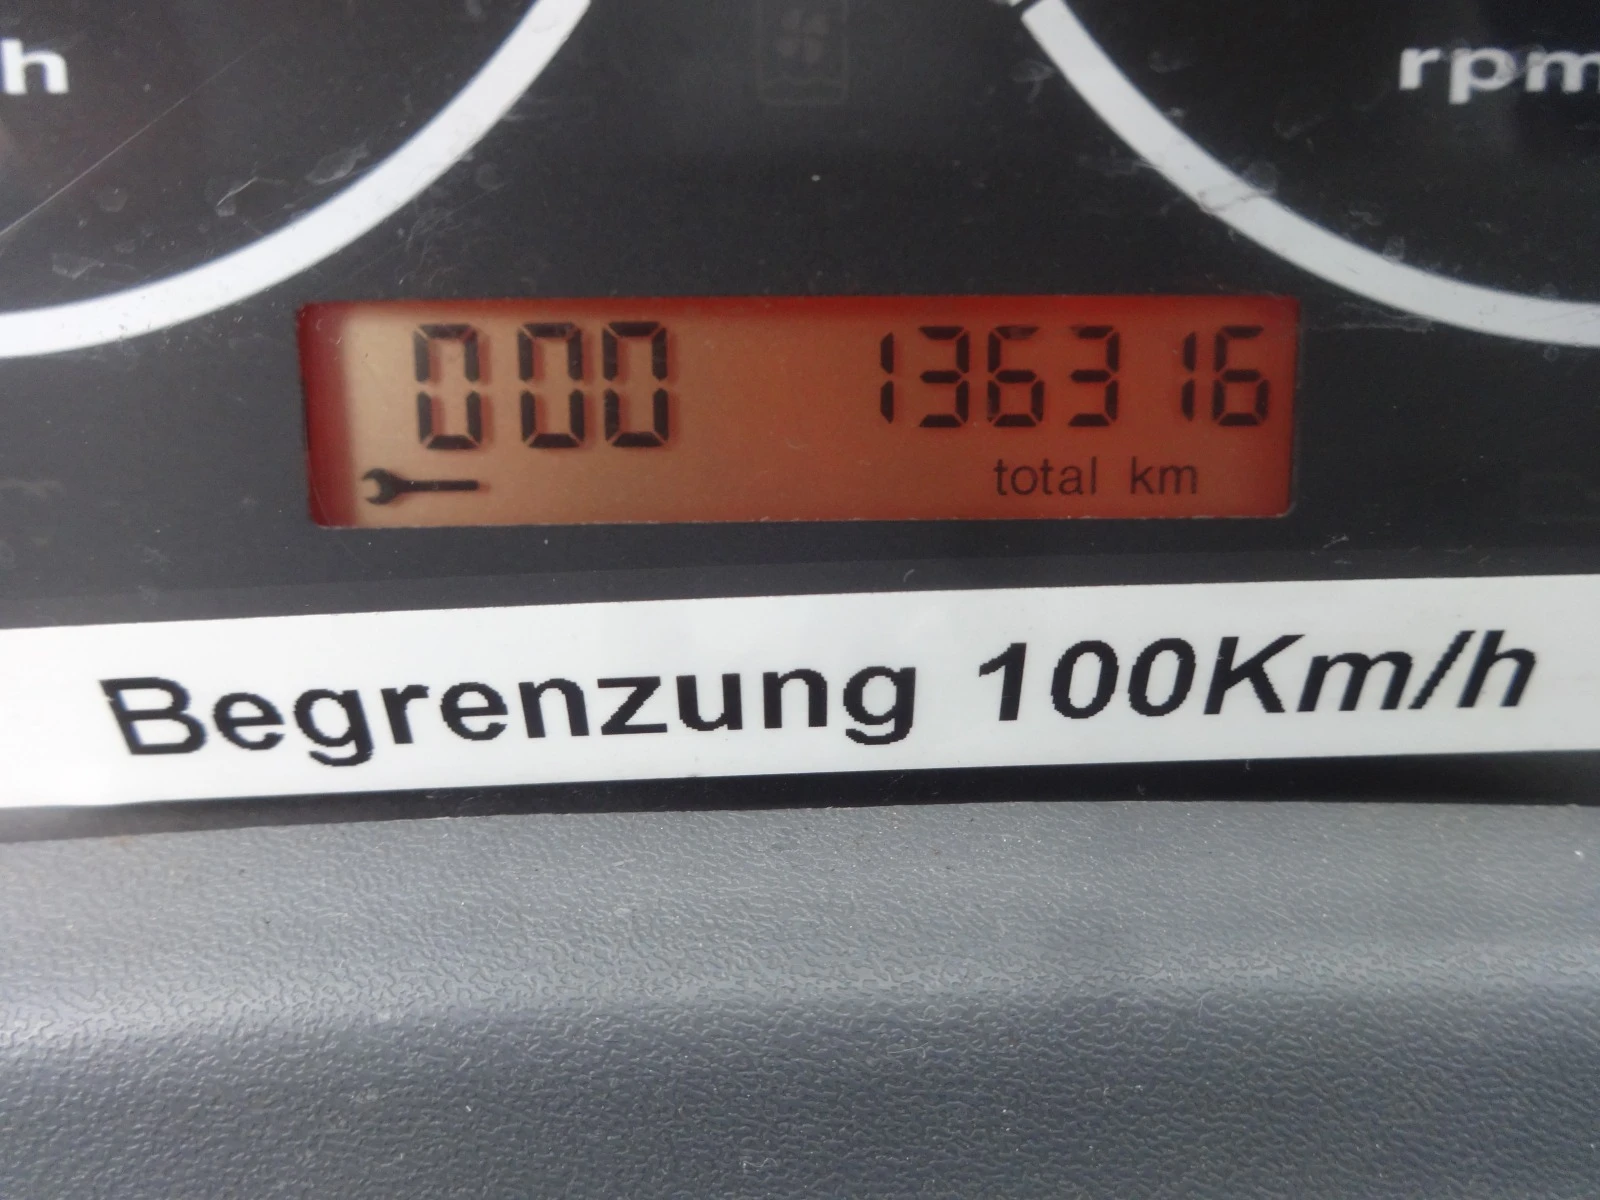 h
rpm
000 136316
total km
Begrenzung 100Km/h